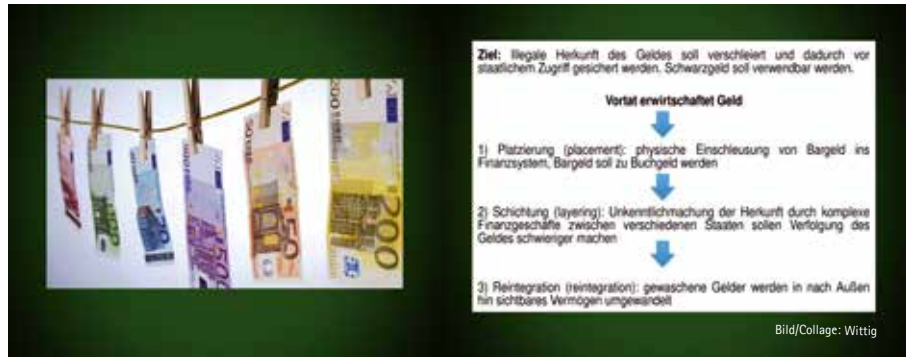 Ziel: Illegale Herkunft des Geldes soll verschleiert und dadurch vor
staatlichem Zugriff gesichert werden. Schwarzgeld soll verwendbar werden.
Vortat erwirtschaftet Geld
1) Platzierung (placement): physische Einschleusung von Bargeld ins
Finanzsystem, Bargeld soll zu Buchgeld werden
2) Schichtung (layering): Unkenntlichmachung der Herkunft durch komplexe
Finanzgeschäfte zwischen verschiedenen Staaten sollen Verfolgung des
Geldes schwieriger machen
3) Reintegration (reintegration): gewaschene Gelder werden in nach Außen
hin sichtbares Vermögen umgewandelt
500
50
200
Bild/Collage: Wittig